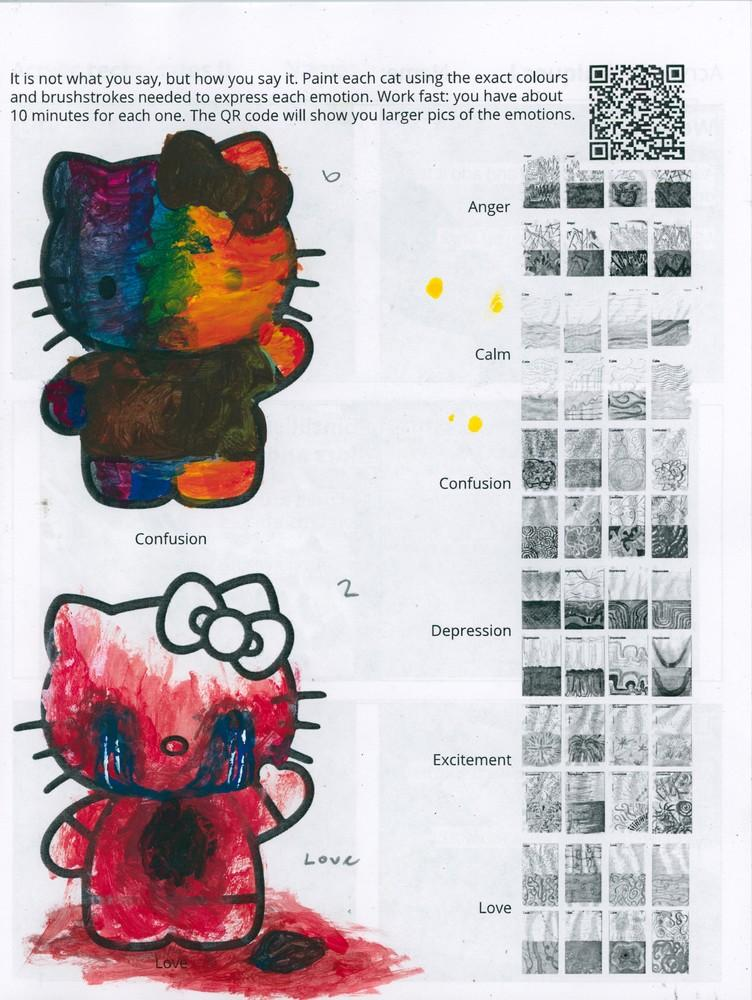 It is not what you say, but how you say it. Paint each cat using the exact colours
and brushstrokes needed to express each emotion. Work fast: you have about
10 minutes for each one. The QR code will show you larger pics of the emotions.
6
Anger
Calm
Confusion
Confusion
2
Depression
Excitement
Love
Love
Love